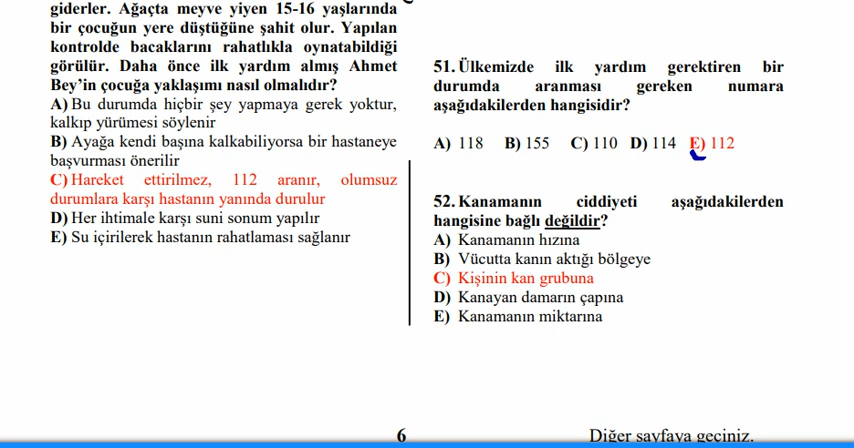 giderler. Ağaçta meyve yiyen 15-16 yaşlarında
bir çocuğun yere düştüğüne şahit olur. Yapılan
kontrolde bacaklarını rahatlıkla oynatabildiği
görülür. Daha önce ilk yardım almış Ahmet
Bey’in çocuğa yaklaşımı nasıl olmalıdır?
A) Bu durumda hiçbir şey yapmaya gerek yoktur,
kalkıp yürümesi söylenir
B) Ayağa kendi başına kalkabiliyorsa bir hastaneye
başvurması önerilir
C) Hareket ettirilmez, 112 aranır, olumsuz
durumlara karşı hastanın yanında durulur
D) Her ihtimale karşı suni sonum yapılır
E) Su içirilerek hastanın rahatlaması sağlanır
51. Ülkemizde ilk yardım gerektiren bir
durumda aranması gereken numara
aşağıdakilerden hangisidir?
A) 118 B) 155 C) 110 D) 114 E) 112
52. Kanamanın ciddiyeti aşağıdakilerden
hangisine bağlı değildir?
A) Kanamanın hızına
B) Vücutta kanın aktığı bölgeye
C) Kişinin kan grubuna
D) Kanayan damarın çapına
E) Kanamanın miktarına
6
Diğer sayfaya geçiniz.